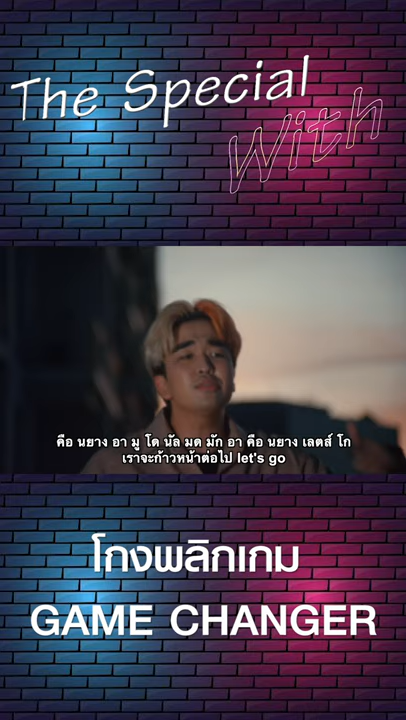 The Special
With
คือ นยาง อา มู โด นัล มด มัก อา คือ นยาง เลตส์ โก
เราจะก้าวหน้าต่อไป let's go
โกงพลิกเกม
GAME CHANGER